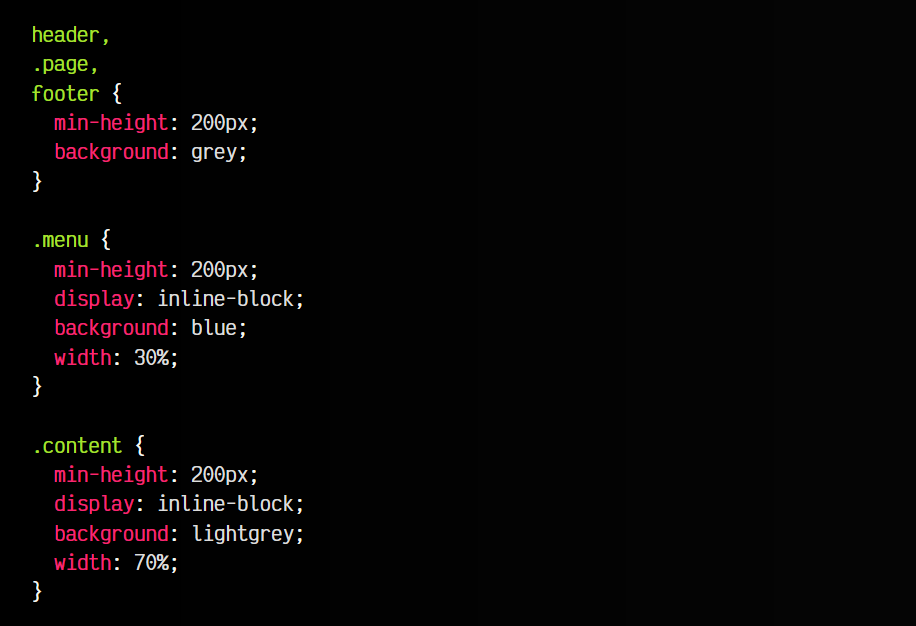 header,
.page,
footer {
  min-height: 200px;
  background: grey;
}

.menu {
  min-height: 200px;
  display: inline-block;
  background: blue;
  width: 30%;
}

.content {
  min-height: 200px;
  display: inline-block;
  background: lightgrey;
  width: 70%;
}